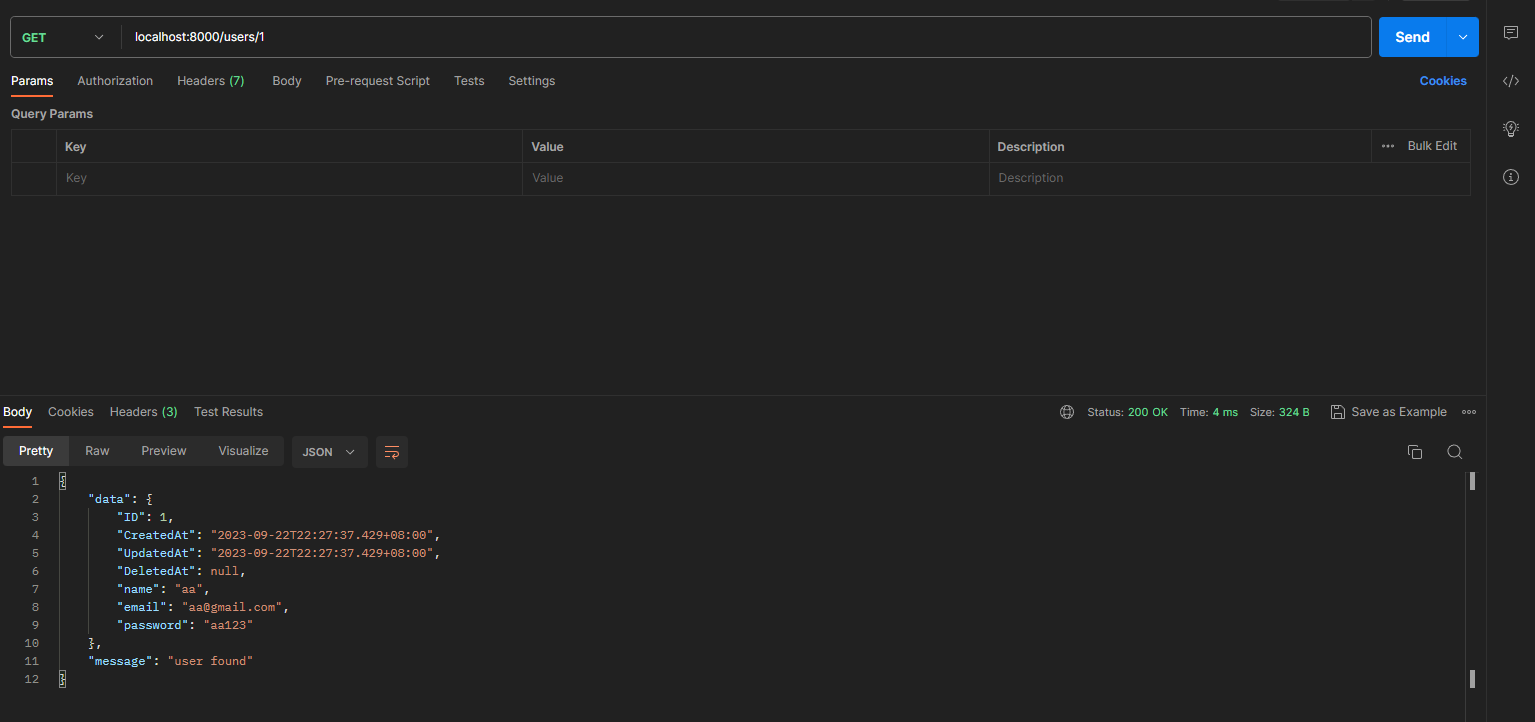 GET localhost:8000/users/1 Send
Params Authorization Headers (7) Body Pre-request Script Tests Settings Cookies
Query Params
Key Value Description Bulk Edit
Key Value Description
Body Cookies Headers (3) Test Results Status: 200 OK Time: 4 ms Size: 324 B Save as Example
Pretty Raw Preview Visualize JSON
1 {
2 "data": {
3 "ID": 1,
4 "CreatedAt": "2023-09-22T22:27:37.429+08:00",
5 "UpdatedAt": "2023-09-22T22:27:37.429+08:00",
6 "DeletedAt": null,
7 "name": "aa",
8 "email": "aa@gmail.com",
9 "password": "aa123"
10 },
11 "message": "user found"
12 }